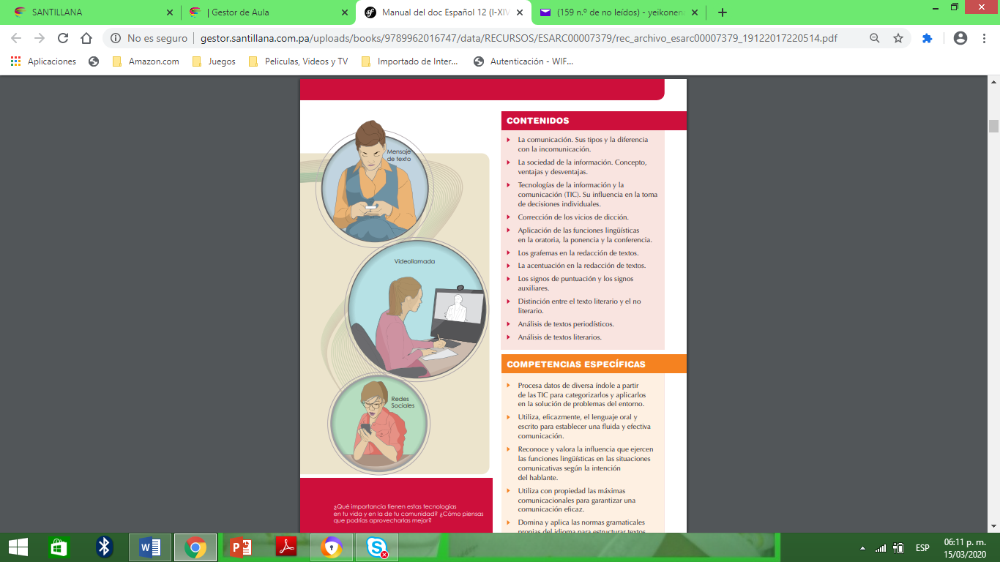 SANTILLANA
| Gestor de Aula
Manual del doc Español 12 (I-XIV
(159 n.º de no leídos) - yeikonen
No es seguro | gestor.santillana.com.pa/uploads/books/9789962016747/data/RECURSOS/ESARC00007379/rec_archivo_esarc00007379_19122017220514.pdf
Aplicaciones
Amazon.com
Juegos
Peliculas, Videos y TV
Importado de Inter...
Autenticación - WIF...
Mensaje
de texto
Videollamada
Redes
Sociales
¿Qué importancia tienen estas tecnologías
en tu vida y en la de tu comunidad? ¿Cómo piensas
que podrías aprovecharlas mejor?
CONTENIDOS
La comunicación. Sus tipos y la diferencia
con la incomunicación.
La sociedad de la información. Concepto,
ventajas y desventajas.
Tecnologías de la información y la
comunicación (TIC). Su influencia en la toma
de decisiones individuales.
Corrección de los vicios de dicción.
Aplicación de las funciones lingüísticas
en la oratoria, la ponencia y la conferencia.
Los grafemas en la redacción de textos.
La acentuación en la redacción de textos.
Los signos de puntuación y los signos
auxiliares.
Distinción entre el texto literario y el no
literario.
Análisis de textos periodísticos.
Análisis de textos literarios.
COMPETENCIAS ESPECÍFICAS
Procesa datos de diversa índole a partir
de las TIC para categorizarlos y aplicarlos
en la solución de problemas del entorno.
Utiliza, eficazmente, el lenguaje oral y
escrito para establecer una fluida y efectiva
comunicación.
Reconoce y valora la influencia que ejercen
las funciones lingüísticas en las situaciones
comunicativas según la intención
del hablante.
Utiliza con propiedad las máximas
comunicacionales para garantizar una
comunicación eficaz.
Domina y aplica las normas gramaticales
propias del idioma para estructurar textos
ESP
06:11 p. m.
15/03/2020